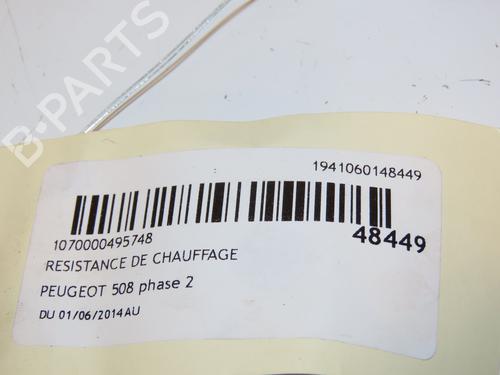 1941060148449
1070000495748
48449
RESISTANCE DE CHAUFFAGE
PEUGEOT 508 phase 2
DU 01/06/2014 AU
B-PARTS